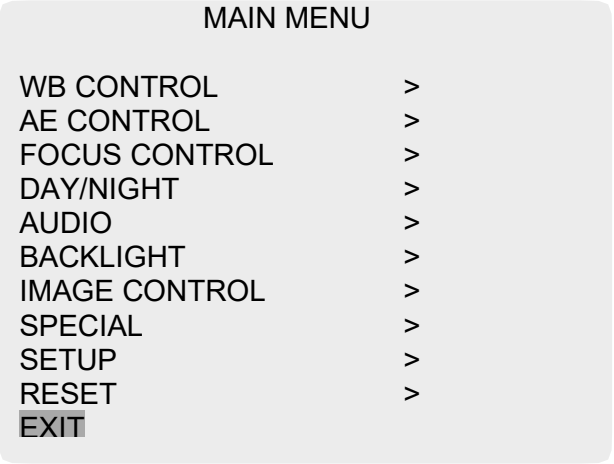 MAIN MENU
WB CONTROL >
AE CONTROL >
FOCUS CONTROL >
DAY/NIGHT >
AUDIO >
BACKLIGHT >
IMAGE CONTROL >
SPECIAL >
SETUP >
RESET >
EXIT